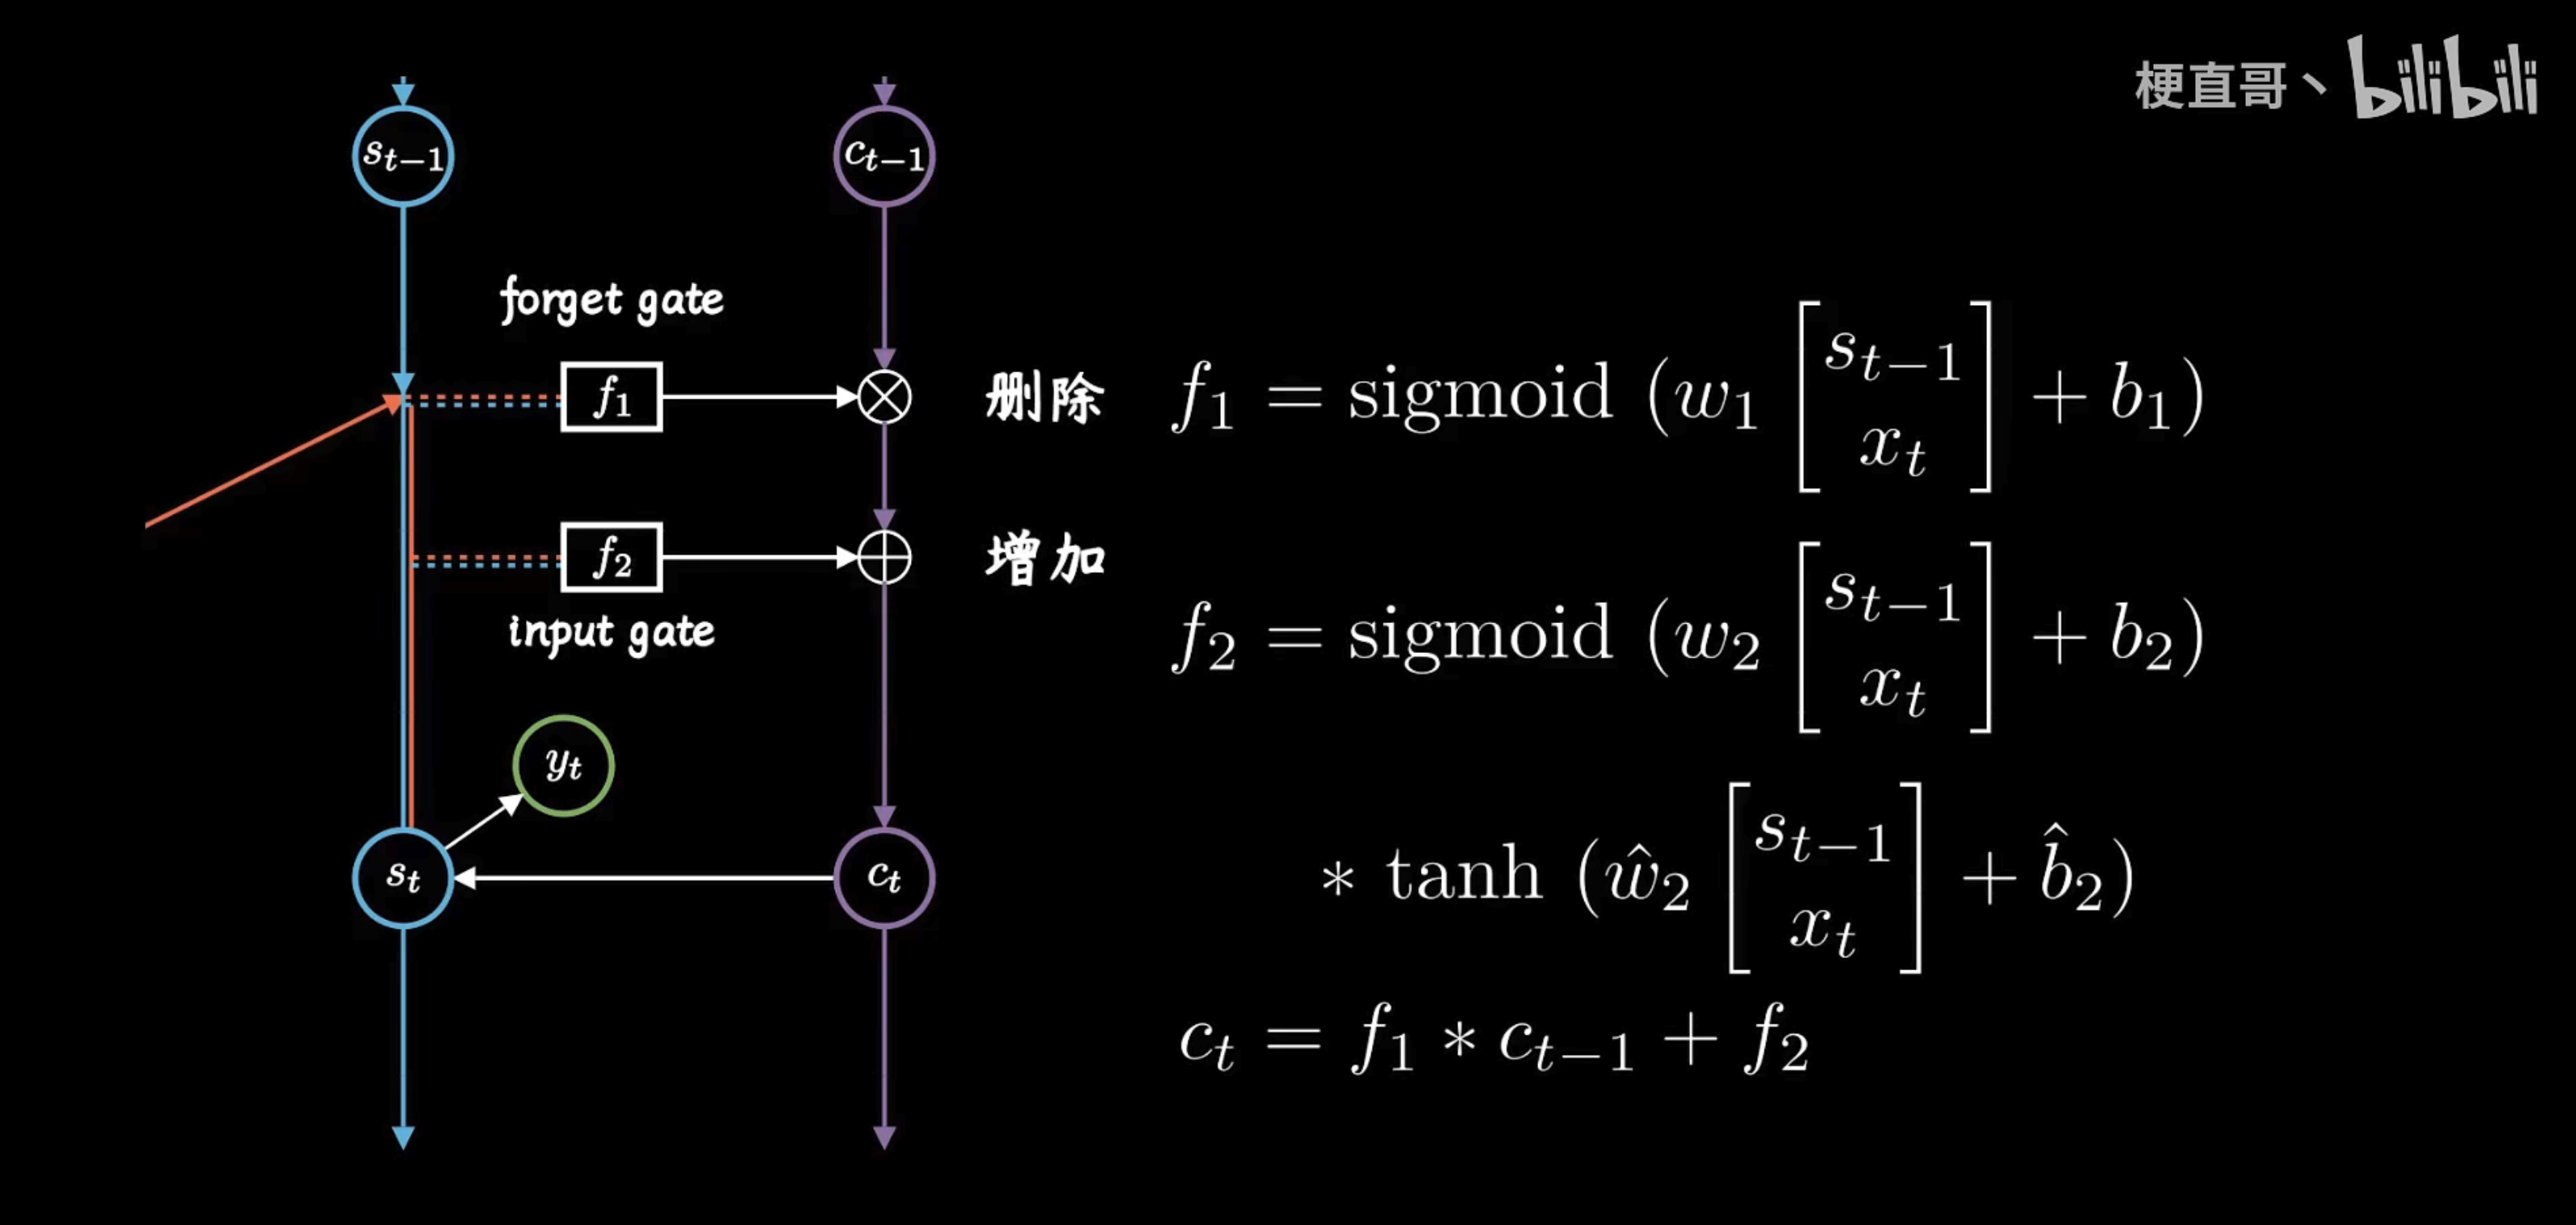 梗直哥丶 bilibili
s_{t-1}
c_{t-1}
forget gate
f_1
删除 f_1 = sigmoid (w_1 [s_{t-1} x_t] + b_1)
f_2
增加
input gate
f_2 = sigmoid (w_2 [s_{t-1} x_t] + b_2)
y_t
s_t
c_t
* tanh (ŵ_2 [s_{t-1} x_t] + b̂_2)
c_t = f_1 * c_{t-1} + f_2